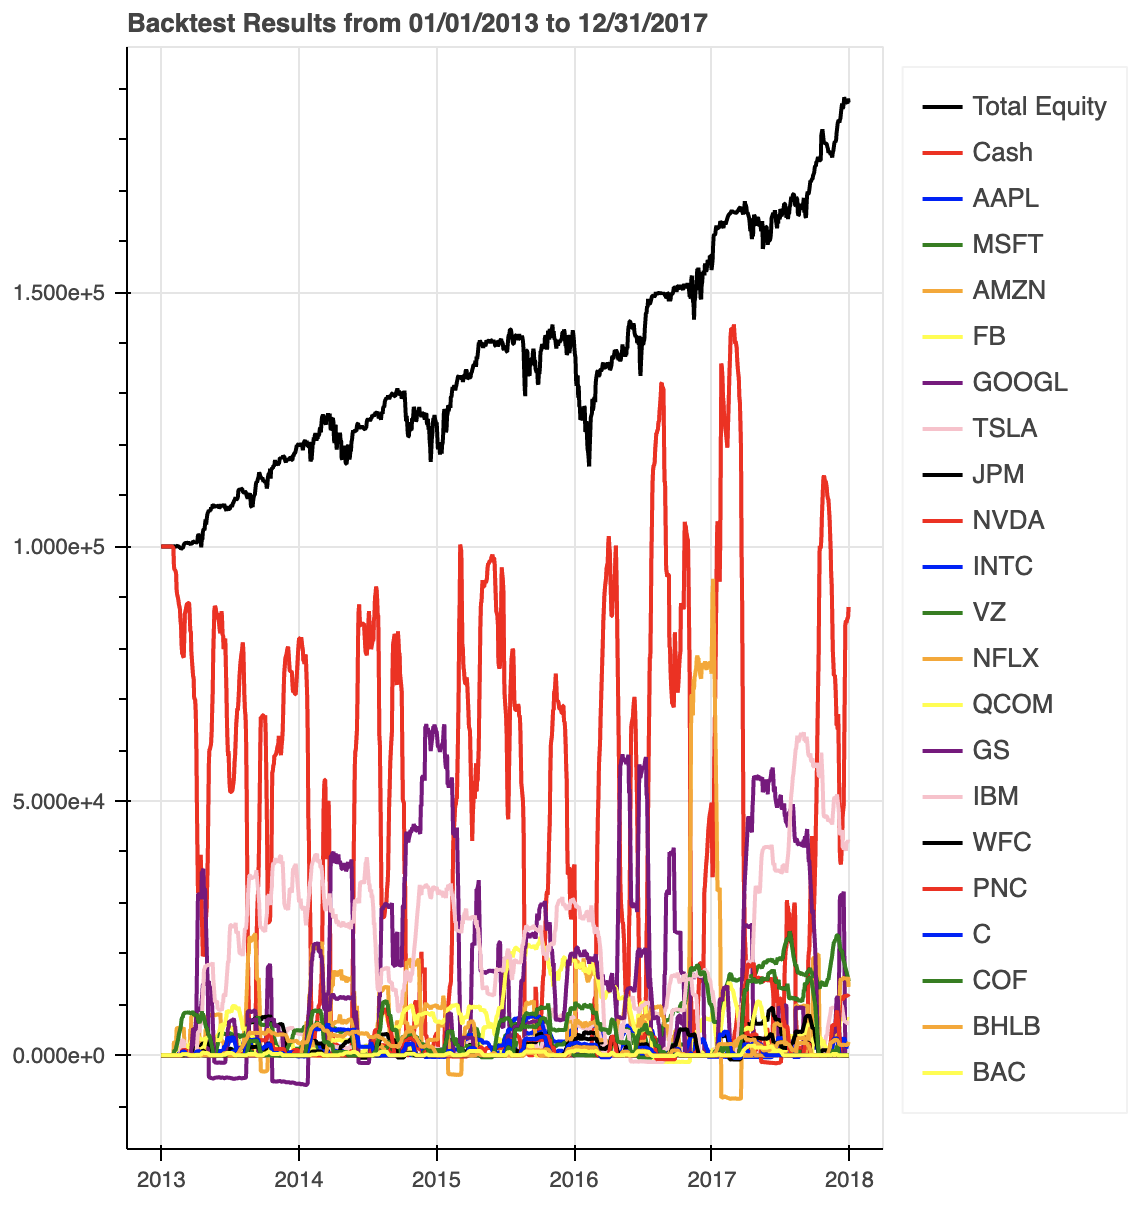 Backtest Results from 01/01/2013 to 12/31/2017
1.500e+5
1.000e+5
5.000e+4
0.000e+0
2013
2014
2015
2016
2017
2018
Total Equity
Cash
AAPL
MSFT
AMZN
FB
GOOGL
TSLA
JPM
NVDA
INTC
VZ
NFLX
QCOM
GS
IBM
WFC
PNC
C
COF
BHLB
BAC